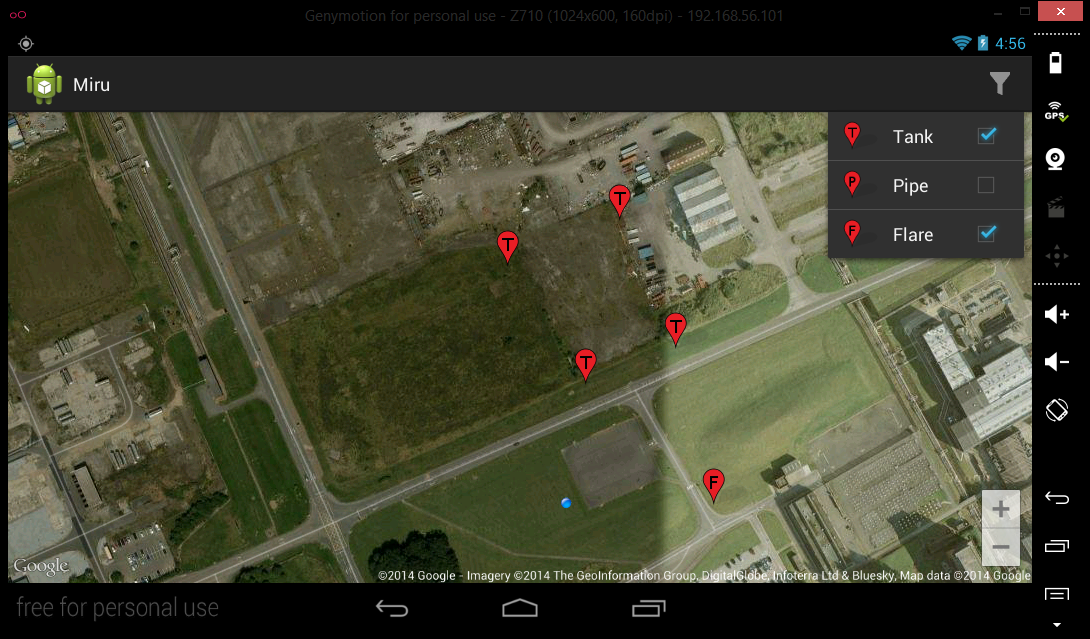 Genymotion for personal use - Z710 (1024x600, 160dpi) - 192.168.56.101
4:56
Miru
GPS
T Tank
P Pipe
F Flare
T
T
T
T
F
+
−
Google
©2014 Google - Imagery ©2014 The GeoInformation Group, DigitalGlobe, Infoterra Ltd & Bluesky, Map data ©2014 Google
free for personal use